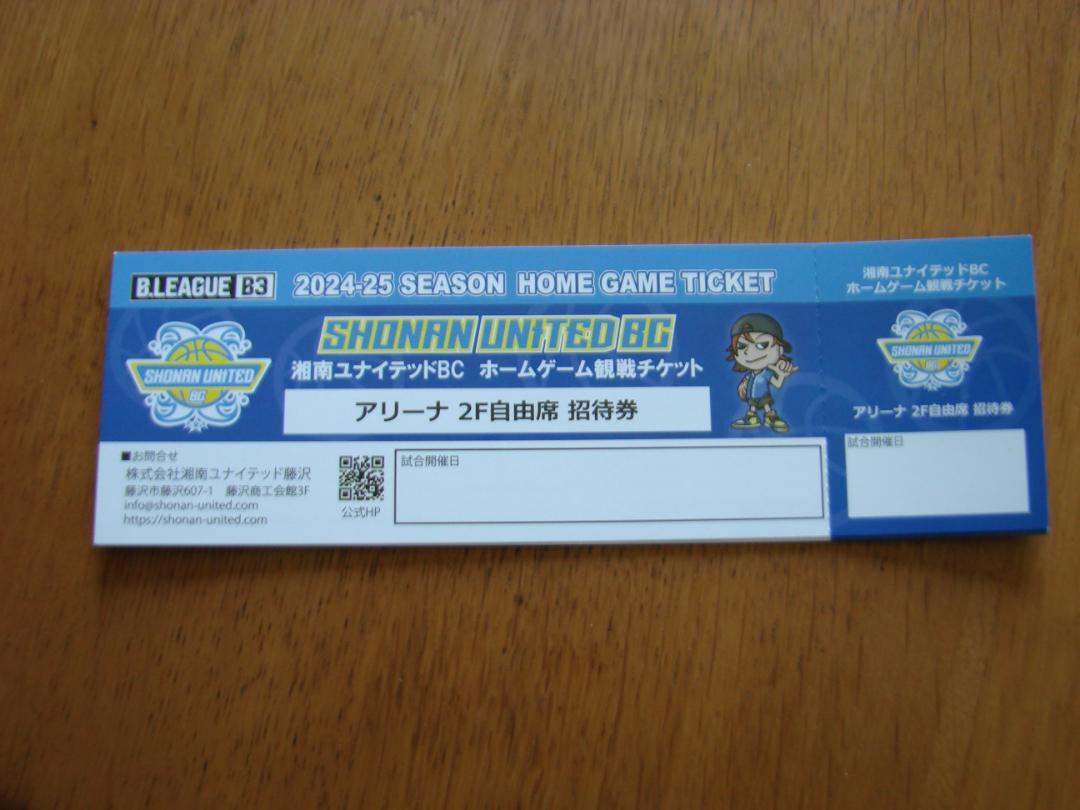 B.LEAGUE B3
2024-25 SEASON HOME GAME TICKET
SHONAN UNITED BC
SHONAN UNITED
BC
湘南ユナイテッドBC ホームゲーム観戦チケット
アリーナ 2F自由席 招待券
■お問合せ
株式会社湘南ユナイテッド藤沢
藤沢市藤沢607-1 藤沢商工会館3F
info@shonan-united.com
https://shonan-united.com
公式HP
試合開催日
湘南ユナイテッドBC
ホームゲーム観戦チケット
SHONAN UNITED
BC
アリーナ 2F自由席 招待券
試合開催日